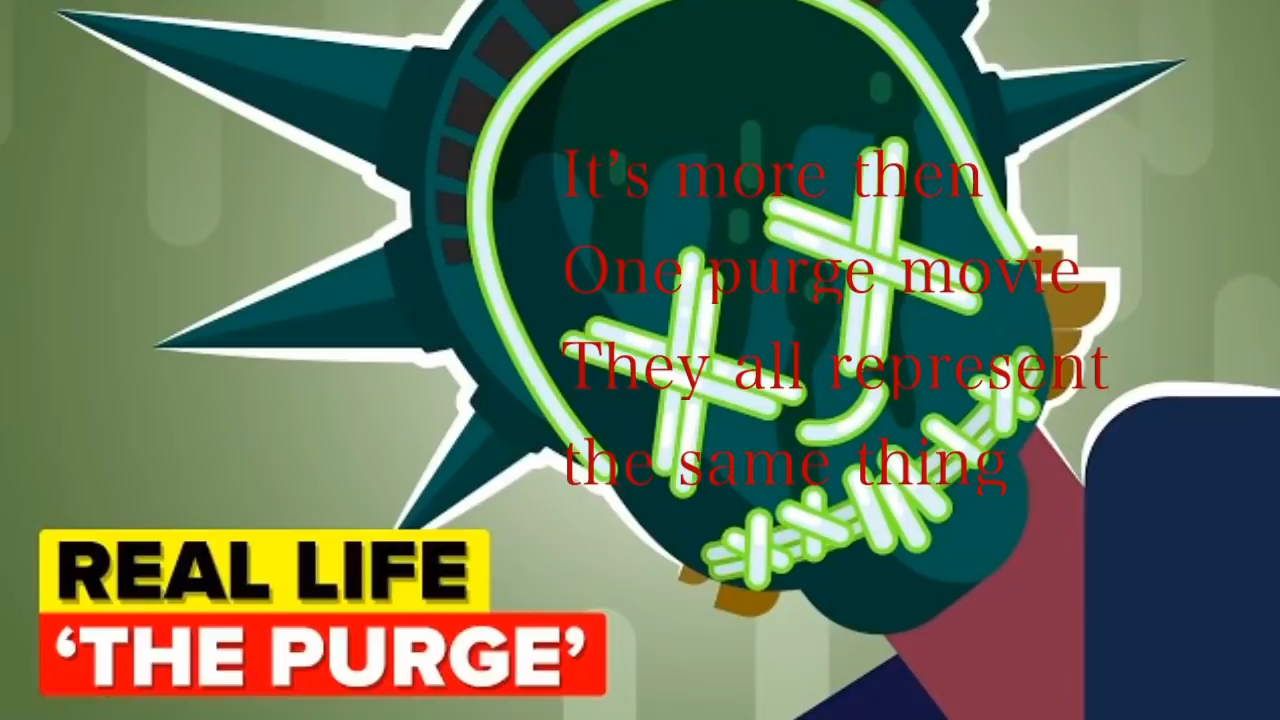 It's more then
One purge movie
They all represent
the same thing
REAL LIFE
‘THE PURGE’